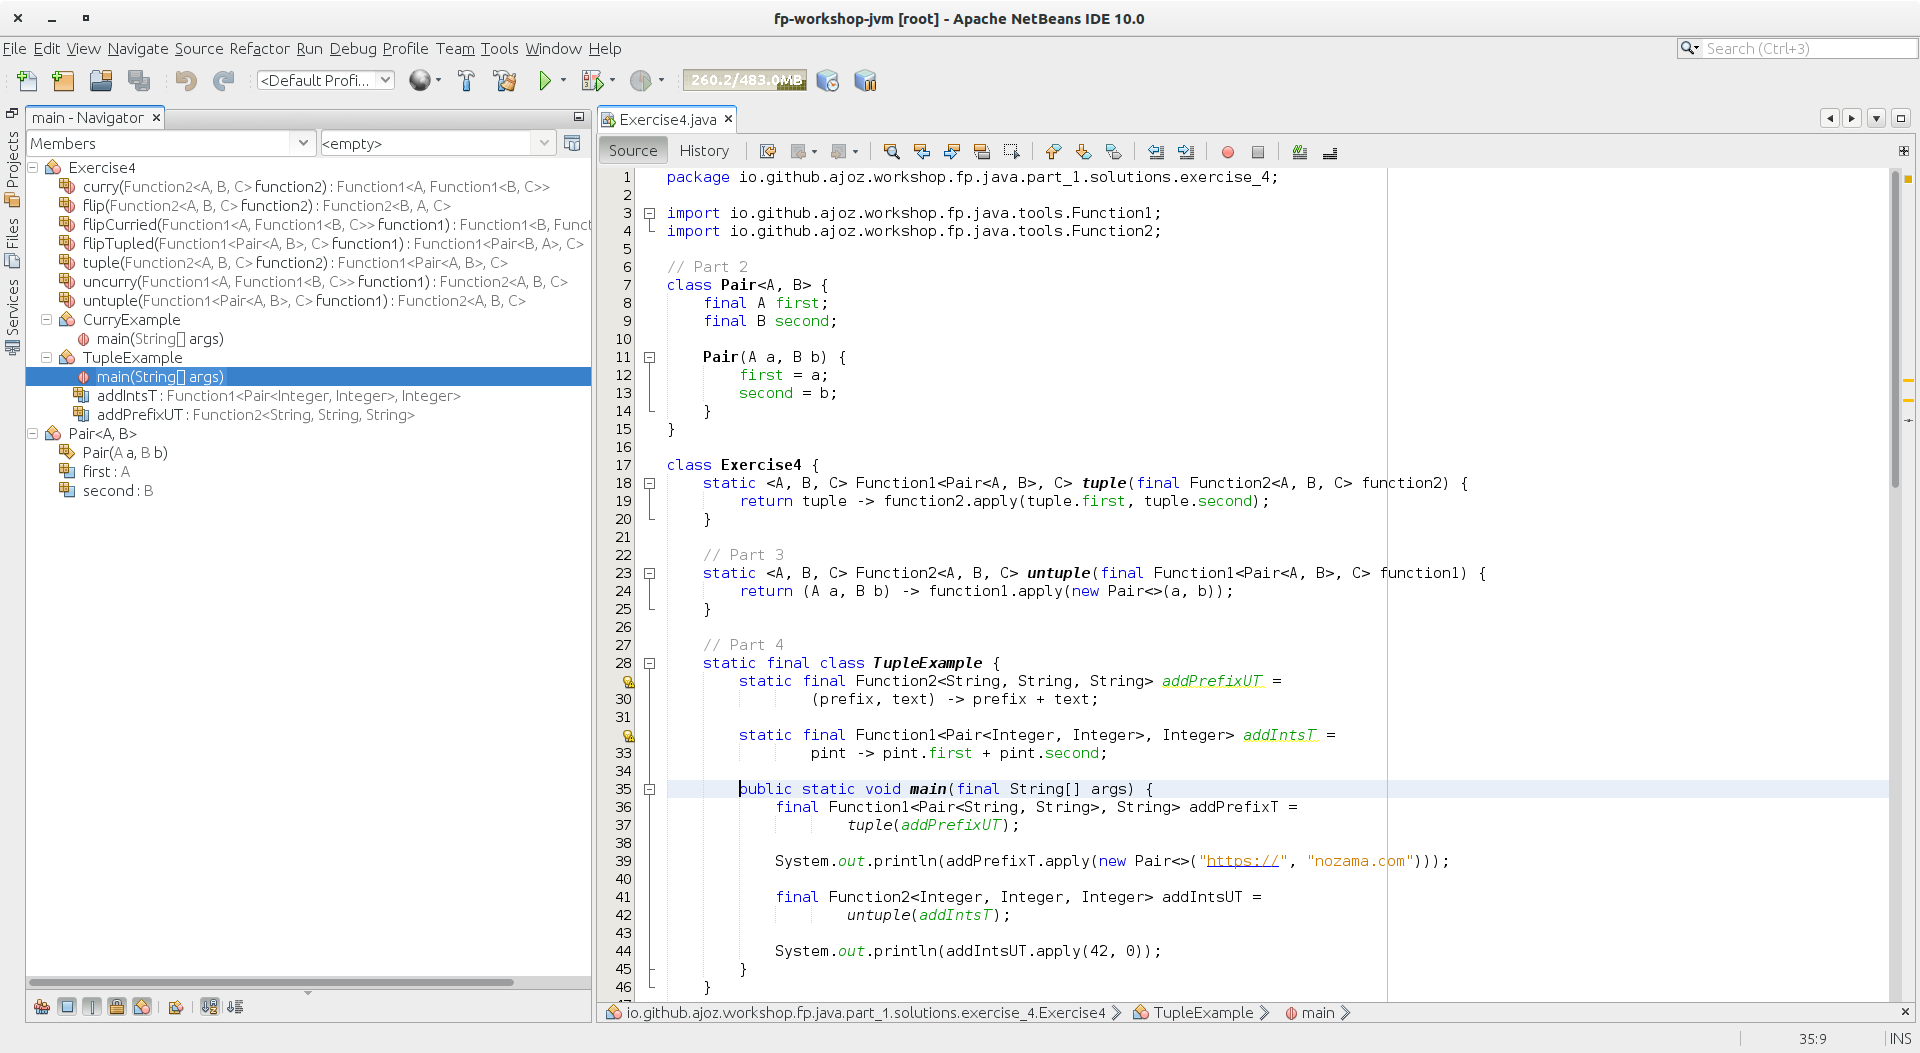 fp-workshop-jvm [root] - Apache NetBeans IDE 10.0
File Edit View Navigate Source Refactor Run Debug Profile Team Tools Window Help
Search (Ctrl+3)
<Default Profi...
260.2/483.0MB
Projects
Files
Services
main - Navigator
Members
<empty>
Exercise4
curry(Function2<A, B, C> function2) : Function1<A, Function1<B, C>>
flip(Function2<A, B, C> function2) : Function2<B, A, C>
flipCurried(Function1<A, Function1<B, C>> function1) : Function1<B, Funct
flipTupled(Function1<Pair<A, B>, C> function1) : Function1<Pair<B, A>, C>
tuple(Function2<A, B, C> function2) : Function1<Pair<A, B>, C>
uncurry(Function1<A, Function1<B, C>> function1) : Function2<A, B, C>
untuple(Function1<Pair<A, B>, C> function1) : Function2<A, B, C>
CurryExample
main(String[] args)
TupleExample
main(String[] args)
addIntsT : Function1<Pair<Integer, Integer>, Integer>
addPrefixUT : Function2<String, String, String>
Pair<A, B>
Pair(A a, B b)
first : A
second : B
Exercise4.java
Source History
1 package io.github.ajoz.workshop.fp.java.part_1.solutions.exercise_4;
2
3 import io.github.ajoz.workshop.fp.java.tools.Function1;
4 import io.github.ajoz.workshop.fp.java.tools.Function2;
5
6 // Part 2
7 class Pair<A, B> {
8 final A first;
9 final B second;
10
11 Pair(A a, B b) {
12 first = a;
13 second = b;
14 }
15 }
16
17 class Exercise4 {
18 static <A, B, C> Function1<Pair<A, B>, C> tuple(final Function2<A, B, C> function2) {
19 return tuple -> function2.apply(tuple.first, tuple.second);
20 }
21
22 // Part 3
23 static <A, B, C> Function2<A, B, C> untuple(final Function1<Pair<A, B>, C> function1) {
24 return (A a, B b) -> function1.apply(new Pair<>(a, b));
25 }
26
27 // Part 4
28 static final class TupleExample {
static final Function2<String, String, String> addPrefixUT =
30 (prefix, text) -> prefix + text;
31
static final Function1<Pair<Integer, Integer>, Integer> addIntsT =
33 pint -> pint.first + pint.second;
34
35 public static void main(final String[] args) {
36 final Function1<Pair<String, String>, String> addPrefixT =
37 tuple(addPrefixUT);
38
39 System.out.println(addPrefixT.apply(new Pair<>("https://", "nozama.com")));
40
41 final Function2<Integer, Integer, Integer> addIntsUT =
42 untuple(addIntsT);
43
44 System.out.println(addIntsUT.apply(42, 0));
45 }
46 }
io.github.ajoz.workshop.fp.java.part_1.solutions.exercise_4.Exercise4 TupleExample main
35:9 INS